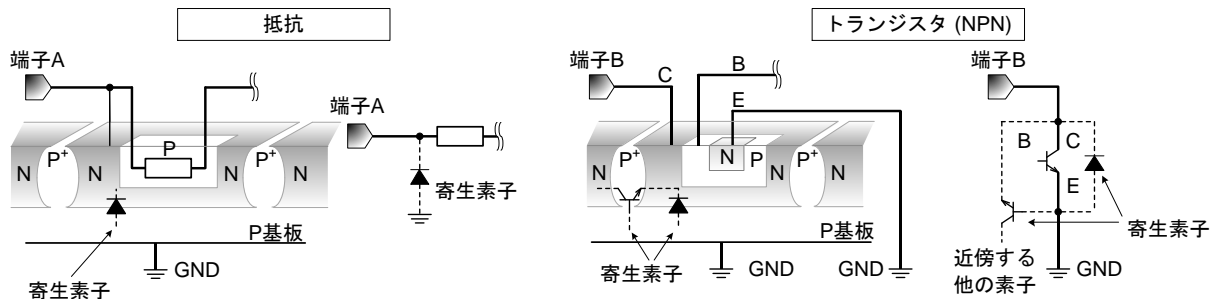 抵抗
トランジスタ (NPN)
端子A
端子A
N
P+
N
P
N
P+
N
寄生素子
P基板
寄生素子
GND
端子B
C
B
E
N
P+
N
N
P
N
P+
N
P基板
寄生素子
GND
GND
端子B
B
C
E
寄生素子
近傍する
他の素子
GND